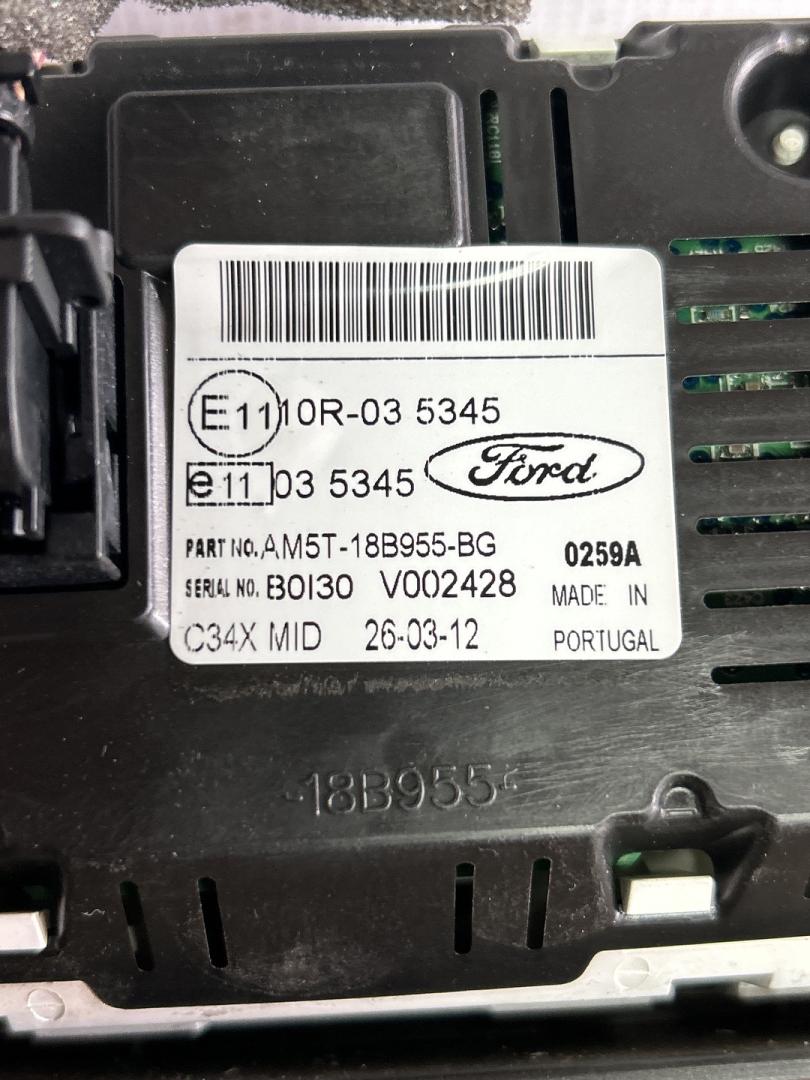 E11 10R-03 5345
e11 03 5345 Ford
PART NO. AM5T-18B955-BG 0259A
SERIAL NO. B0I30 V002428 MADE IN
C34X MID 26-03-12 PORTUGAL
-18B955-